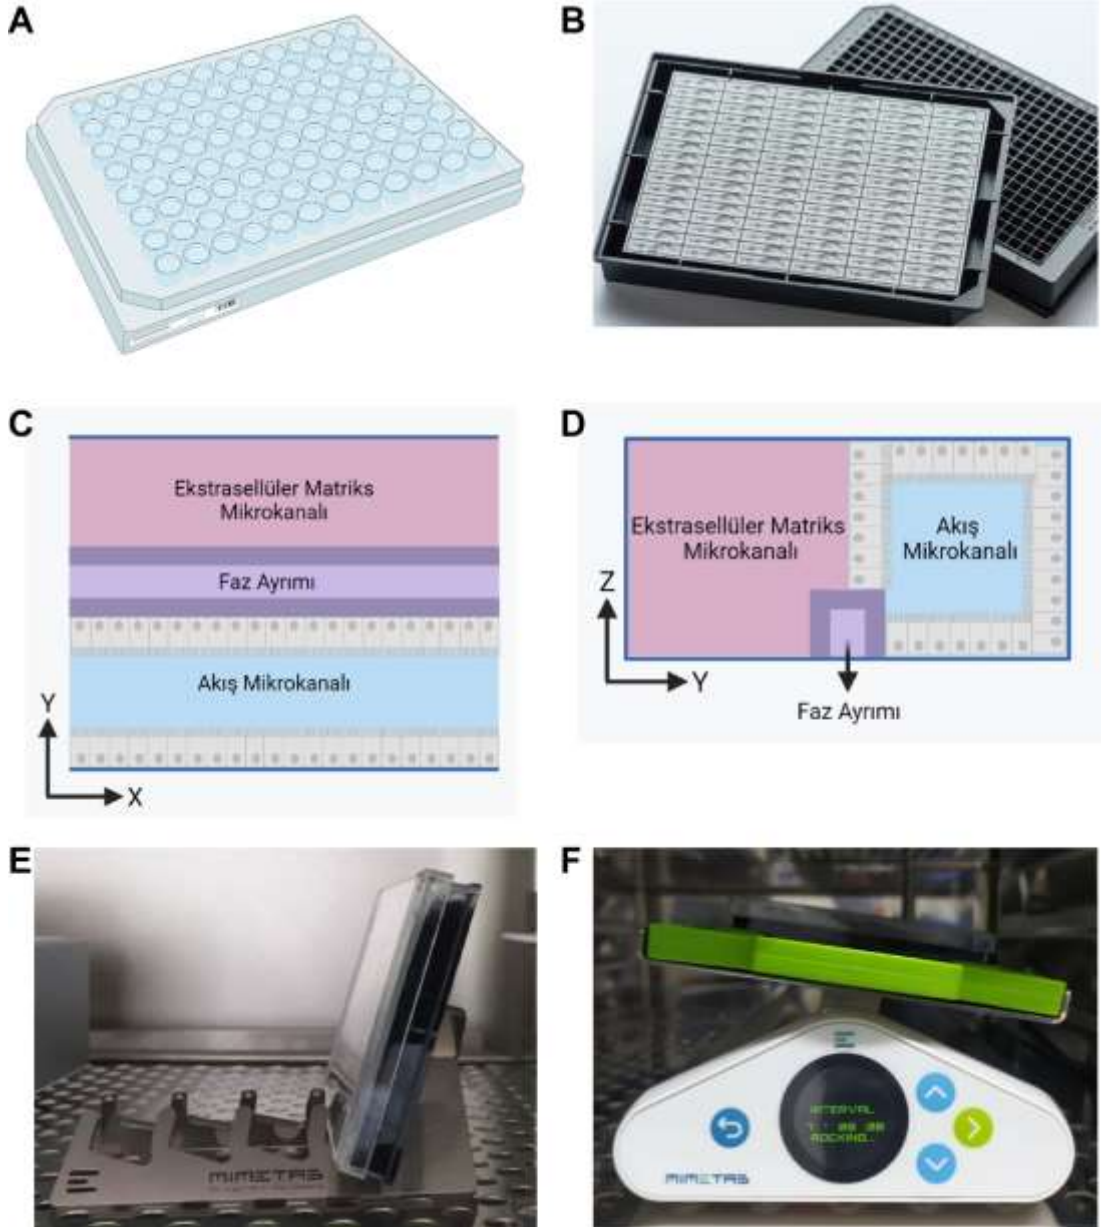 A
B
C
Ekstrasellüler Matriks
Mikrokanalı
Faz Ayrımı
Akış Mikrokanalı
Y
X
D
Ekstrasellüler Matriks
Mikrokanalı
Akış
Mikrokanalı
Z
Y
Faz Ayrımı
E
MIMETAS
F
INTERVAL
ROCKING..
MIMETAS